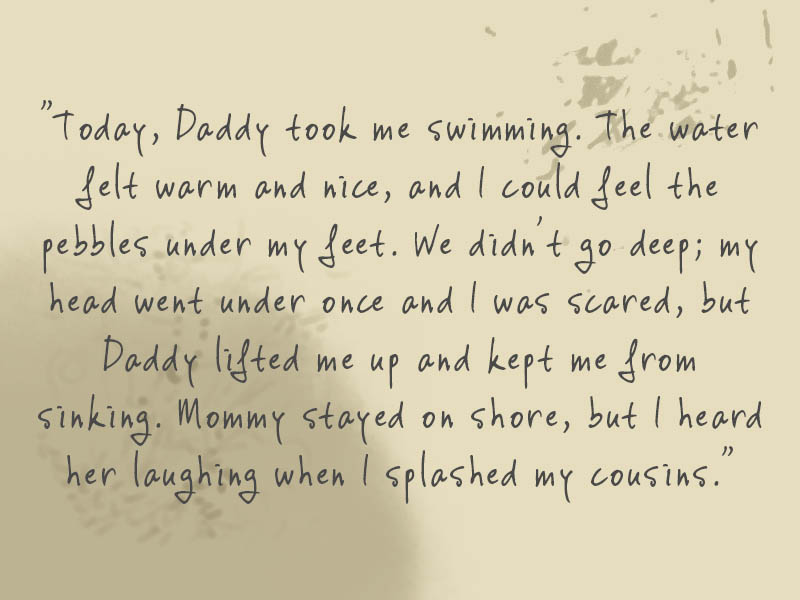 "Today, Daddy took me swimming. The water
felt warm and nice, and I could feel the
pebbles under my feet. We didn't go deep; my
head went under once and I was scared, but
Daddy lifted me up and kept me from
sinking. Mommy stayed on shore, but I heard
her laughing when I splashed my cousins."